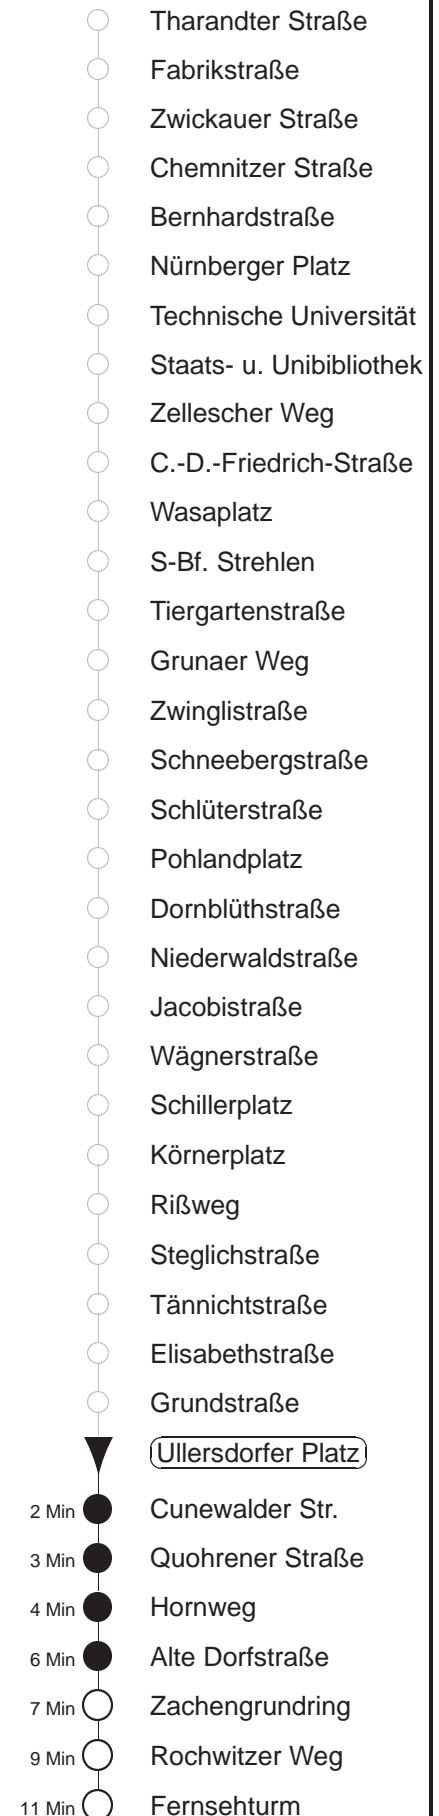 Tharandter Straße
Fabrikstraße
Zwickauer Straße
Chemnitzer Straße
Bernhardstraße
Nürnberger Platz
Technische Universität
Staats- u. Unibibliothek
Zellescher Weg
C.-D.-Friedrich-Straße
Wasaplatz
S-Bf. Strehlen
Tiergartenstraße
Grunaer Weg
Zwinglistraße
Schneebergstraße
Schlüterstraße
Pohlandplatz
Dornblüthstraße
Niederwaldstraße
Jacobistraße
Wägnerstraße
Schillerplatz
Körnerplatz
Rißweg
Steglichstraße
Tännichtstraße
Elisabethstraße
Grundstraße
Ullersdorfer Platz
2 Min Cunewalder Str.
3 Min Quohrener Straße
4 Min Hornweg
6 Min Alte Dorfstraße
7 Min Zachengrundring
9 Min Rochwitzer Weg
11 Min Fernsehturm